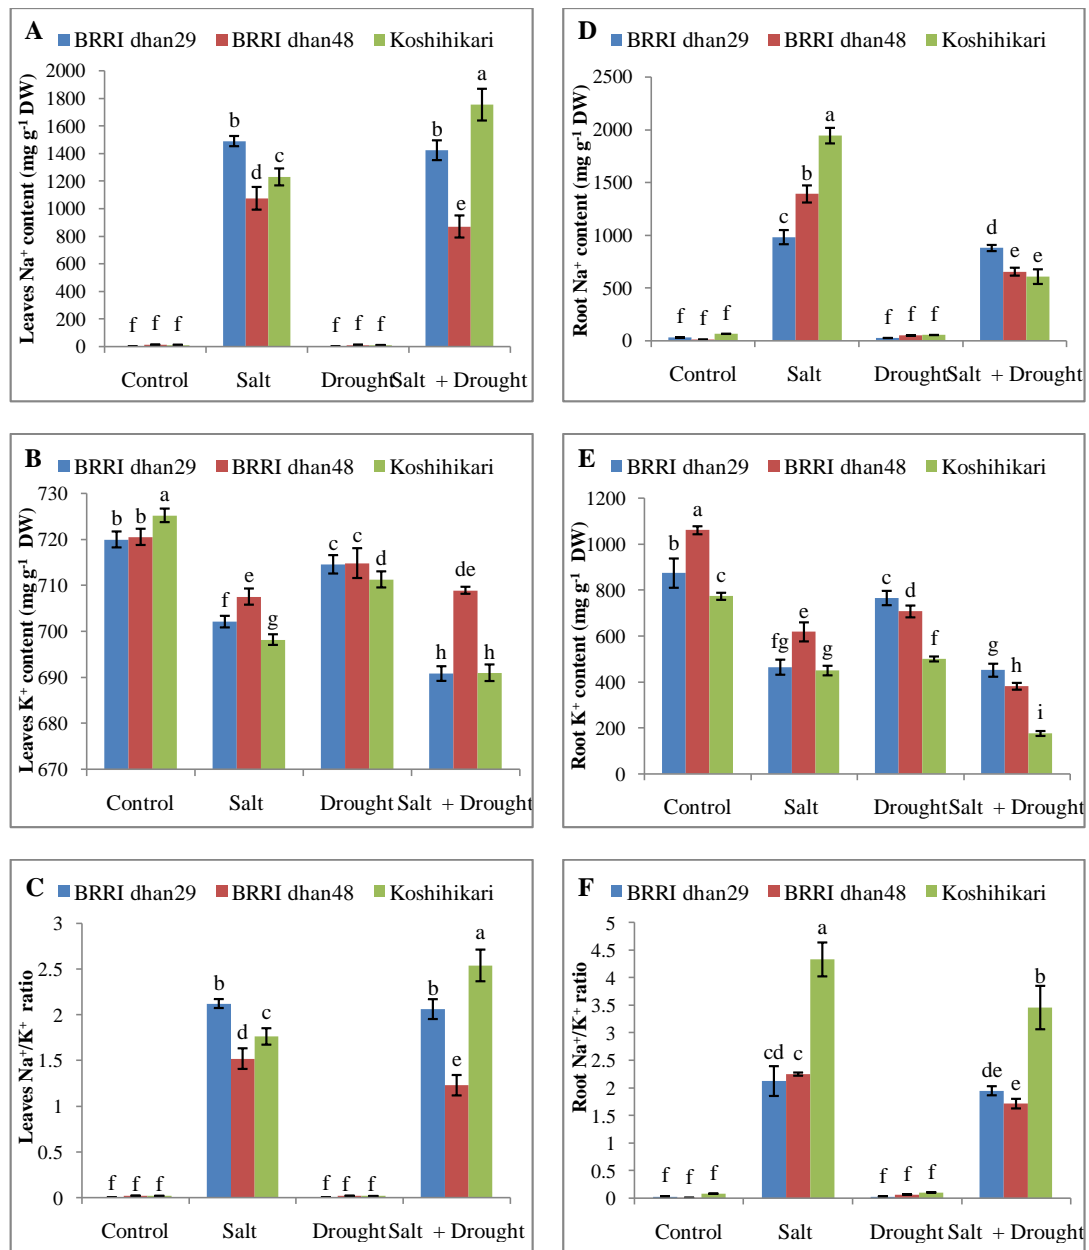 A
BRRI dhan29 BRRI dhan48 Koshihikari
Leaves Na⁺ content (mg g⁻¹ DW)
2000
1800
1600
1400
1200
1000
800
600
400
200
0
f f f
b d c
f f f
b e a
Control Salt Drought Salt + Drought
D
BRRI dhan29 BRRI dhan48 Koshihikari
Root Na⁺ content (mg g⁻¹ DW)
2500
2000
1500
1000
500
0
f f f
c b a
f f f
d e e
Control Salt Drought Salt + Drought
B
BRRI dhan29 BRRI dhan48 Koshihikari
Leaves K⁺ content (mg g⁻¹ DW)
730
720
710
700
690
680
670
b b a
f e g
c c d
h de h
Control Salt Drought Salt + Drought
E
BRRI dhan29 BRRI dhan48 Koshihikari
Root K⁺ content (mg g⁻¹ DW)
1200
1000
800
600
400
200
0
b a c
fg e g
c d f
g h i
Control Salt Drought Salt + Drought
C
BRRI dhan29 BRRI dhan48 Koshihikari
Leaves Na⁺/K⁺ ratio
3
2.5
2
1.5
1
0.5
0
f f f
b d c
f f f
b e a
Control Salt Drought Salt + Drought
F
BRRI dhan29 BRRI dhan48 Koshihikari
Root Na⁺/K⁺ ratio
5
4.5
4
3.5
3
2.5
2
1.5
1
0.5
0
f f f
cd c a
f f f
de e b
Control Salt Drought Salt + Drought